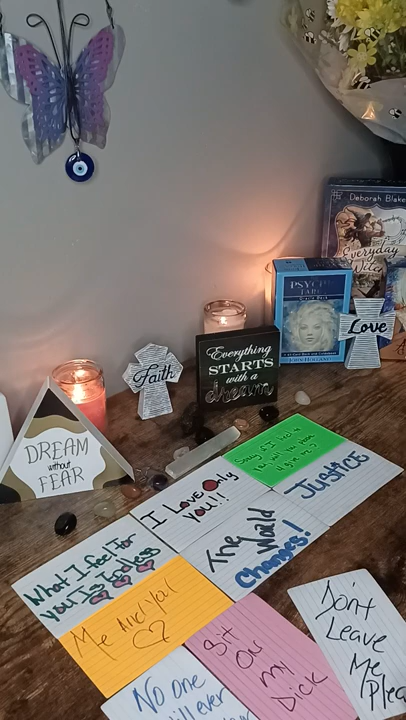 Deborah Blake
Everyday
Witch
PSYCHIC
TAROT
JOHN HOLLAND
Love
Faith
Everything
STARTS
with a
dream
DREAM
without
FEAR
Sorry if I
Justice
I Love Only
You!!
The World
Changes!
What I feel For
You Is Endless
Me And You
Sit
On
My
Dick
Don't
Leave
Me
No one
ever